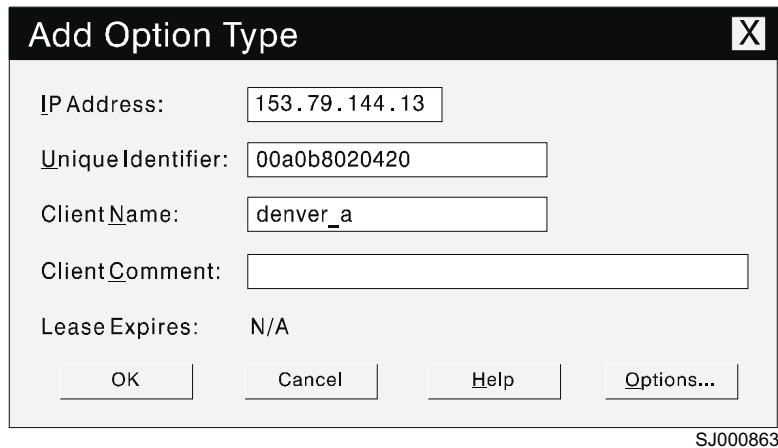 Add Option Type X
IP Address: 153.79.144.13
Unique Identifier: 00a0b8020420
Client Name: denver_a
Client Comment:
Lease Expires: N/A
OK Cancel Help Options...
SJ000863